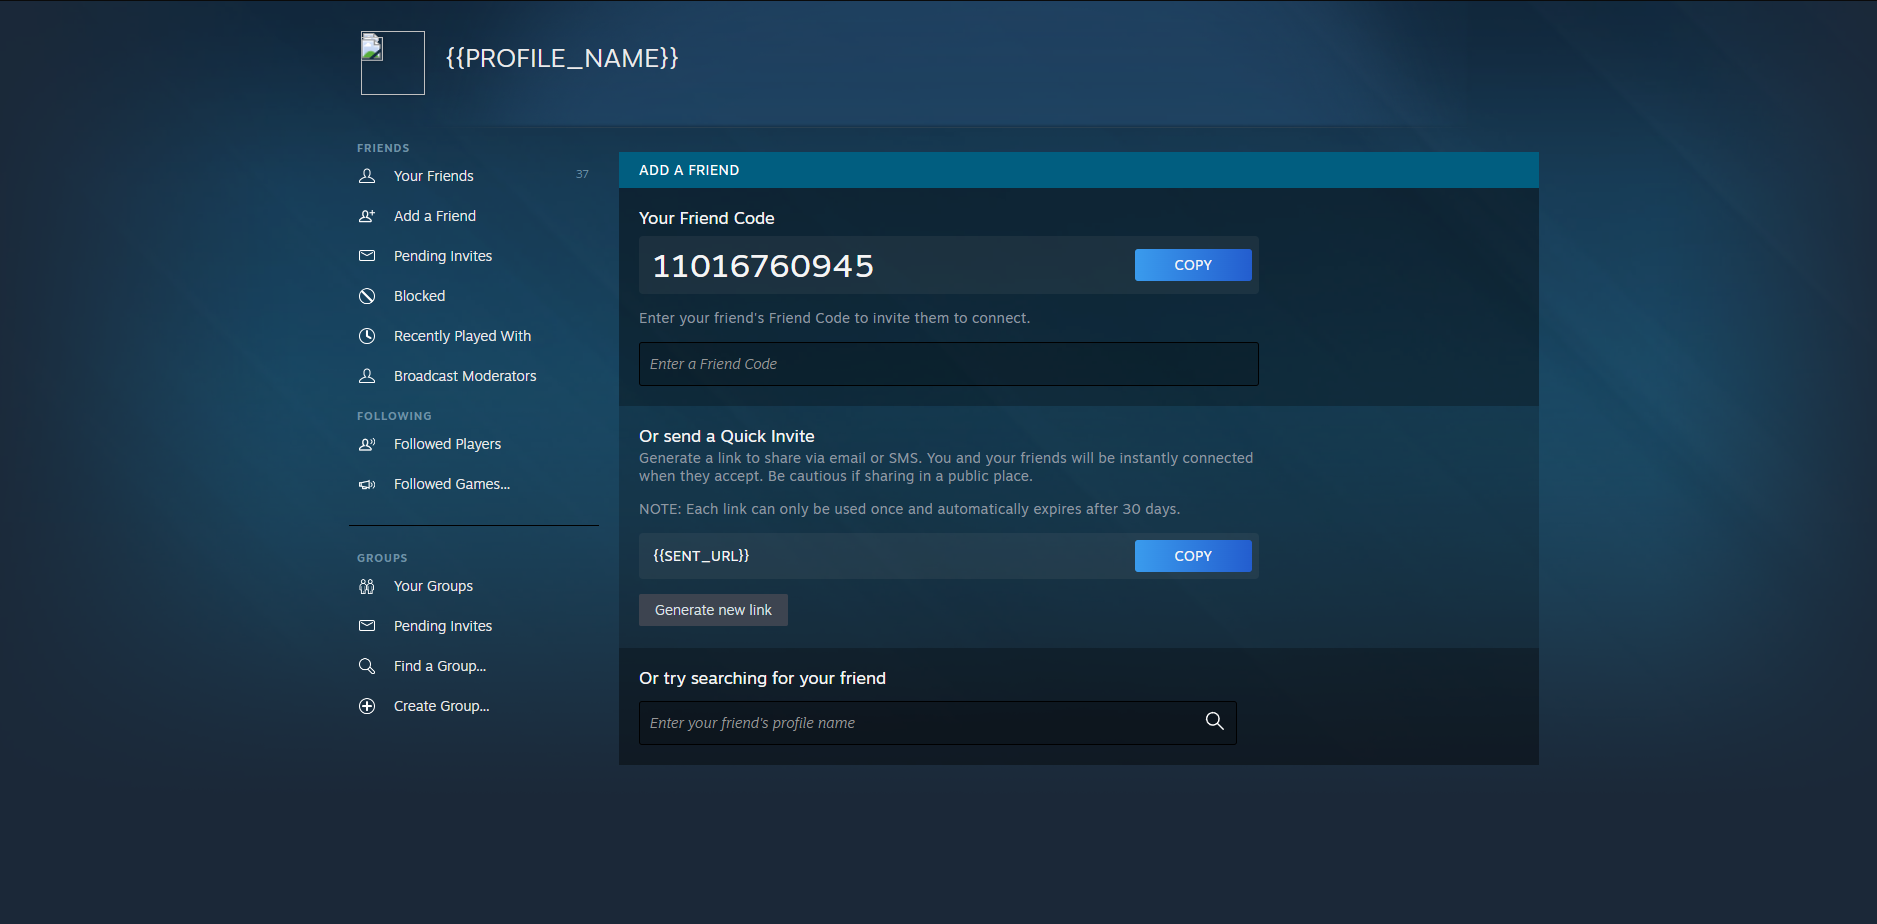 {{PROFILE_NAME}}
FRIENDS
Your Friends 37
Add a Friend
Pending Invites
Blocked
Recently Played With
Broadcast Moderators
FOLLOWING
Followed Players
Followed Games...
GROUPS
Your Groups
Pending Invites
Find a Group...
Create Group...
ADD A FRIEND
Your Friend Code
11016760945 COPY
Enter your friend's Friend Code to invite them to connect.
Enter a Friend Code
Or send a Quick Invite
Generate a link to share via email or SMS. You and your friends will be instantly connected
when they accept. Be cautious if sharing in a public place.
NOTE: Each link can only be used once and automatically expires after 30 days.
{{SENT_URL}} COPY
Generate new link
Or try searching for your friend
Enter your friend's profile name